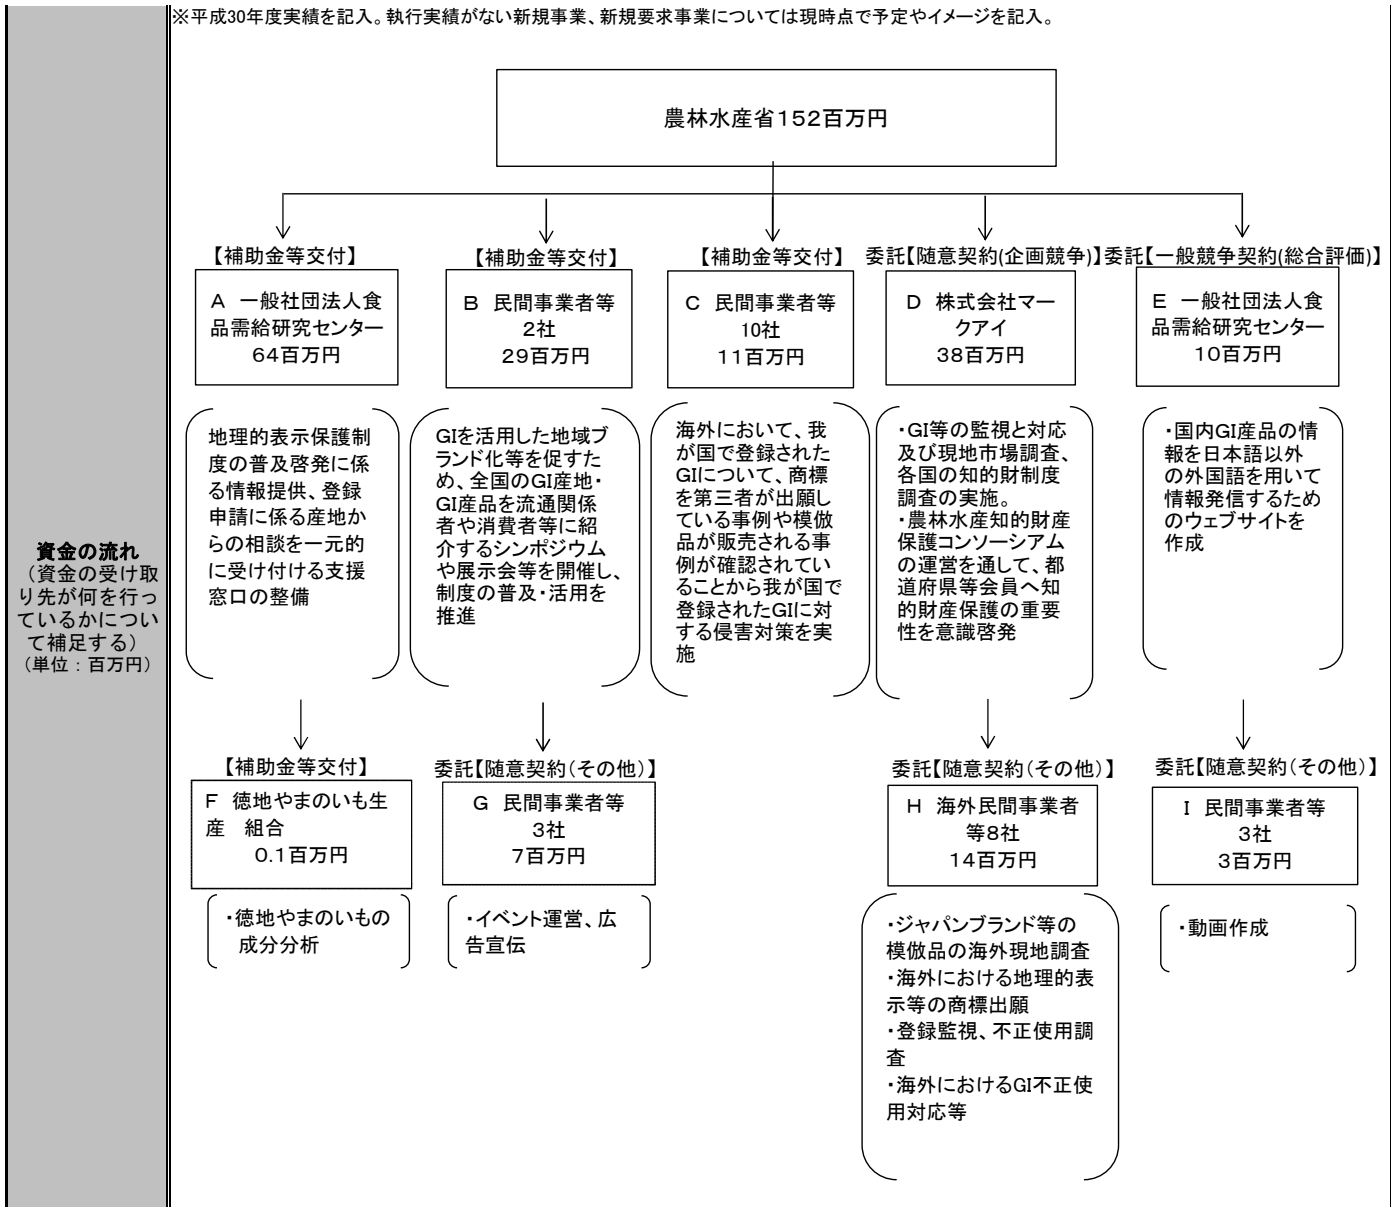 ※平成30年度実績を記入。執行実績がない新規事業、新規要求事業については現時点で予定やイメージを記入。
資金の流れ
（資金の受け取
り先が何を行っ
ているかについ
て補足する）
（単位：百万円）
農林水産省152百万円
【補助金等交付】
A 一般社団法人食
品需給研究センター
64百万円
地理的表示保護制
度の普及啓発に係
る情報提供、登録
申請に係る産地か
らの相談を一元的
に受け付ける支援
窓口の整備
【補助金等交付】
B 民間事業者等
2社
29百万円
GIを活用した地域ブ
ランド化等を促すた
め、全国のGI産地・
GI産品を流通関係
者や消費者等に紹
介するシンポジウム
や展示会等を開催し、
制度の普及・活用を
推進
【補助金等交付】
C 民間事業者等
10社
11百万円
海外において、我
が国で登録された
GIについて、商標
を第三者が出願し
ている事例や模倣
品が販売される事
例が確認されてい
ることから我が国で
登録されたGIに対
する侵害対策を実
施
委託【随意契約(企画競争)】
D 株式会社マー
クアイ
38百万円
・GI等の監視と対応
及び現地市場調査、
各国の知的財制度
調査の実施。
・農林水産知的財産
保護コンソーシアム
の運営を通して、都
道府県等会員へ知
的財産保護の重要
性を意識啓発
委託【一般競争契約(総合評価)】
E 一般社団法人食
品需給研究センター
10百万円
・国内GI産品の情
報を日本語以外
の外国語を用いて
情報発信するため
のウェブサイトを
作成
【補助金等交付】
F 徳地やまのいも生
産 組合
0.1百万円
・徳地やまのいもの
成分分析
委託【随意契約（その他）】
G 民間事業者等
3社
7百万円
・イベント運営、広
告宣伝
委託【随意契約（その他）】
H 海外民間事業者
等8社
14百万円
・ジャパンブランド等の
模倣品の海外現地調査
・海外における地理的表
示等の商標出願
・登録監視、不正使用調
査
・海外におけるGI不正使
用対応等
委託【随意契約（その他）】
I 民間事業者等
3社
3百万円
・動画作成